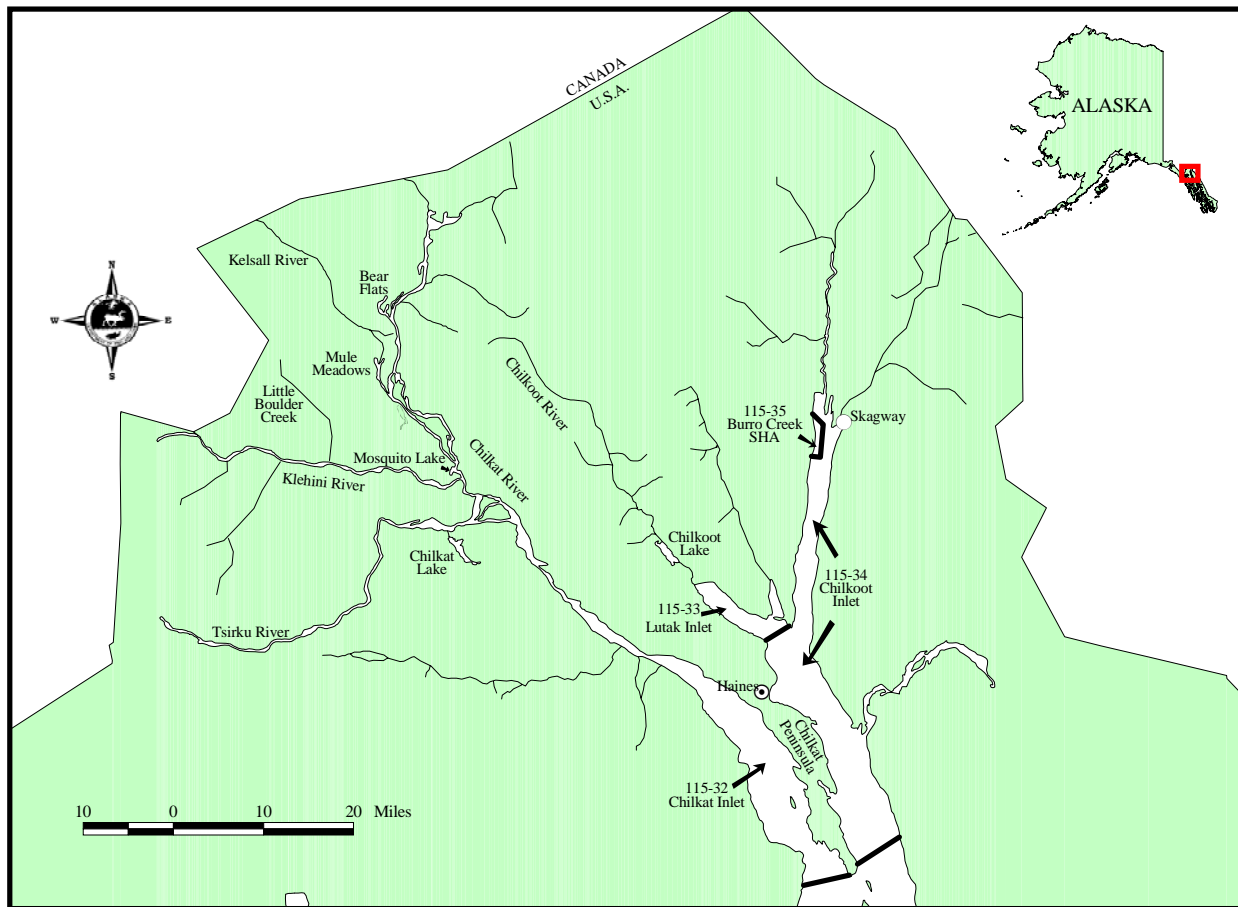 CANADA
U.S.A.
ALASKA
Kelsall River
Bear
Flats
N
W
E
S
Mule
Meadows
Little
Boulder
Creek
Chilkoot River
115-35
Burro Creek
SHA
Skagway
Mosquito Lake
Chilkat River
Klehini River
Chilkoot
Lake
Chilkat
Lake
115-34
Chilkoot
Inlet
115-33
Lutak Inlet
Tsirku River
Haines
Chilkat
Peninsula
115-32
Chilkat Inlet
10 0 10 20 Miles